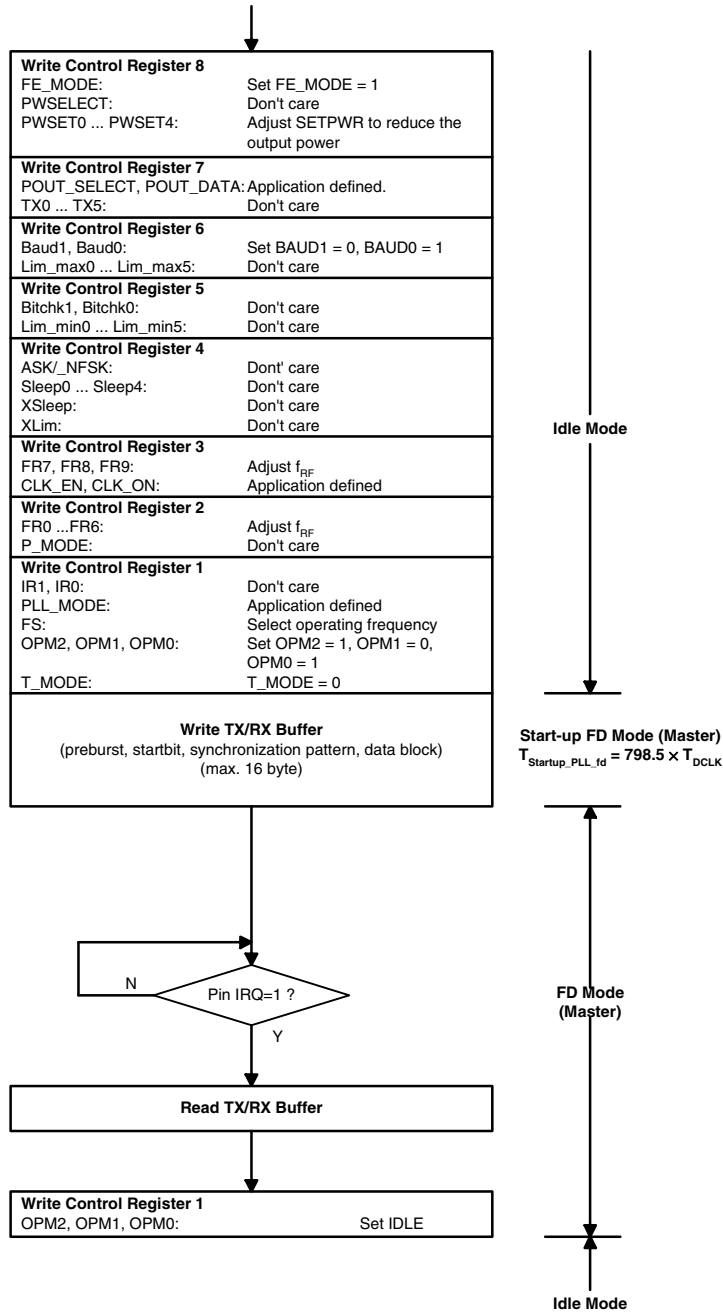 Write Control Register 8
FE_MODE: Set FE_MODE = 1
PWSELECT: Don't care
PWSET0 ... PWSET4: Adjust SETPWR to reduce the
output power
Write Control Register 7
POUT_SELECT, POUT_DATA: Application defined.
TX0 ... TX5: Don't care
Write Control Register 6
Baud1, Baud0: Set BAUD1 = 0, BAUD0 = 1
Lim_max0 ... Lim_max5: Don't care
Write Control Register 5
Bitchk1, Bitchk0: Don't care
Lim_min0 ... Lim_min5: Don't care
Write Control Register 4
ASK/_NFSK: Dont' care
Sleep0 ... Sleep4: Don't care
XSleep: Don't care
XLim: Don't care
Idle Mode
Write Control Register 3
FR7, FR8, FR9: Adjust fRF
CLK_EN, CLK_ON: Application defined
Write Control Register 2
FR0 ...FR6: Adjust fRF
P_MODE: Don't care
Write Control Register 1
IR1, IR0: Don't care
PLL_MODE: Application defined
FS: Select operating frequency
OPM2, OPM1, OPM0: Set OPM2 = 1, OPM1 = 0,
OPM0 = 1
T_MODE: T_MODE = 0
Write TX/RX Buffer
(preburst, startbit, synchronization pattern, data block)
(max. 16 byte)
Start-up FD Mode (Master)
TStartup_PLL_fd = 798.5 × TDCLK
N
Pin IRQ=1 ?
Y
FD Mode
(Master)
Read TX/RX Buffer
Write Control Register 1
OPM2, OPM1, OPM0: Set IDLE
Idle Mode